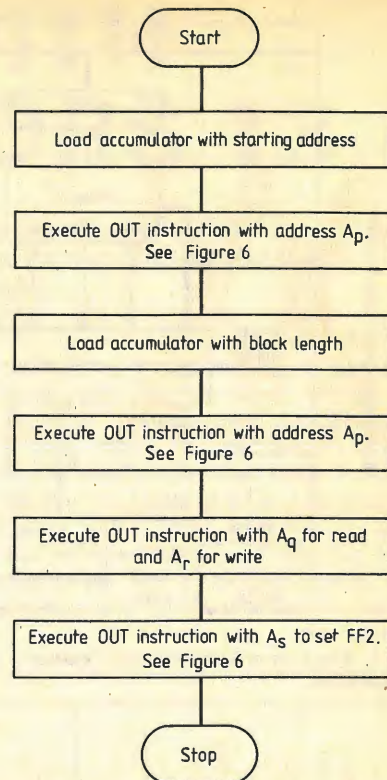 Start
Load accumulator with starting address
Execute OUT instruction with address Ap.
See Figure 6
Load accumulator with block length
Execute OUT instruction with address Ap.
See Figure 6
Execute OUT instruction with Aq for read
and Ar for write
Execute OUT instruction with As to set FF2.
See Figure 6
Stop